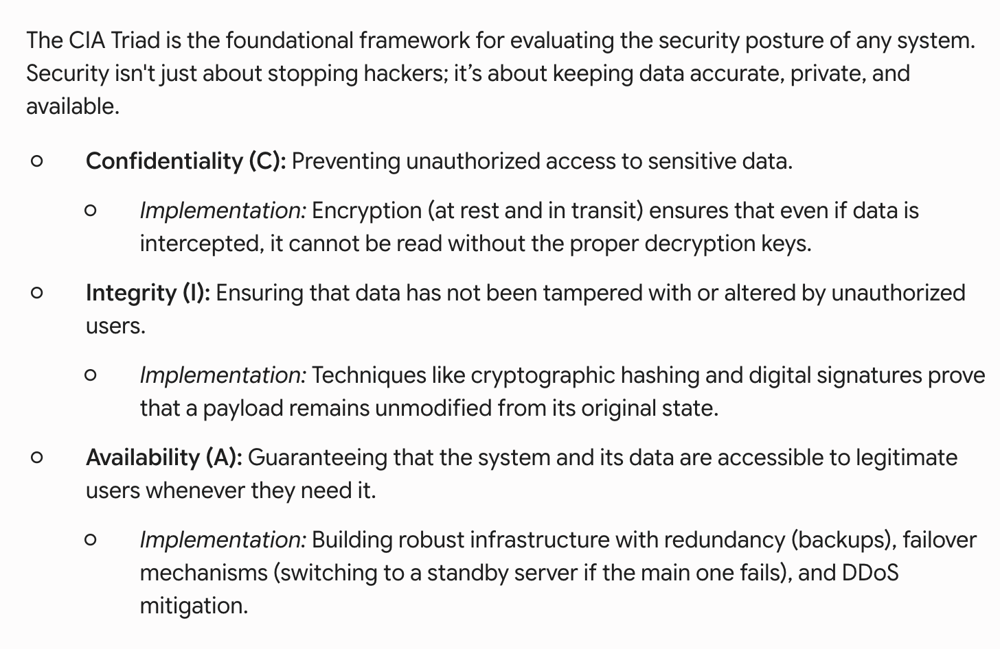 The CIA Triad is the foundational framework for evaluating the security posture of any system.
Security isn't just about stopping hackers; it’s about keeping data accurate, private, and
available.
Confidentiality (C): Preventing unauthorized access to sensitive data.
Implementation: Encryption (at rest and in transit) ensures that even if data is
intercepted, it cannot be read without the proper decryption keys.
Integrity (I): Ensuring that data has not been tampered with or altered by unauthorized
users.
Implementation: Techniques like cryptographic hashing and digital signatures prove
that a payload remains unmodified from its original state.
Availability (A): Guaranteeing that the system and its data are accessible to legitimate
users whenever they need it.
Implementation: Building robust infrastructure with redundancy (backups), failover
mechanisms (switching to a standby server if the main one fails), and DDoS
mitigation.